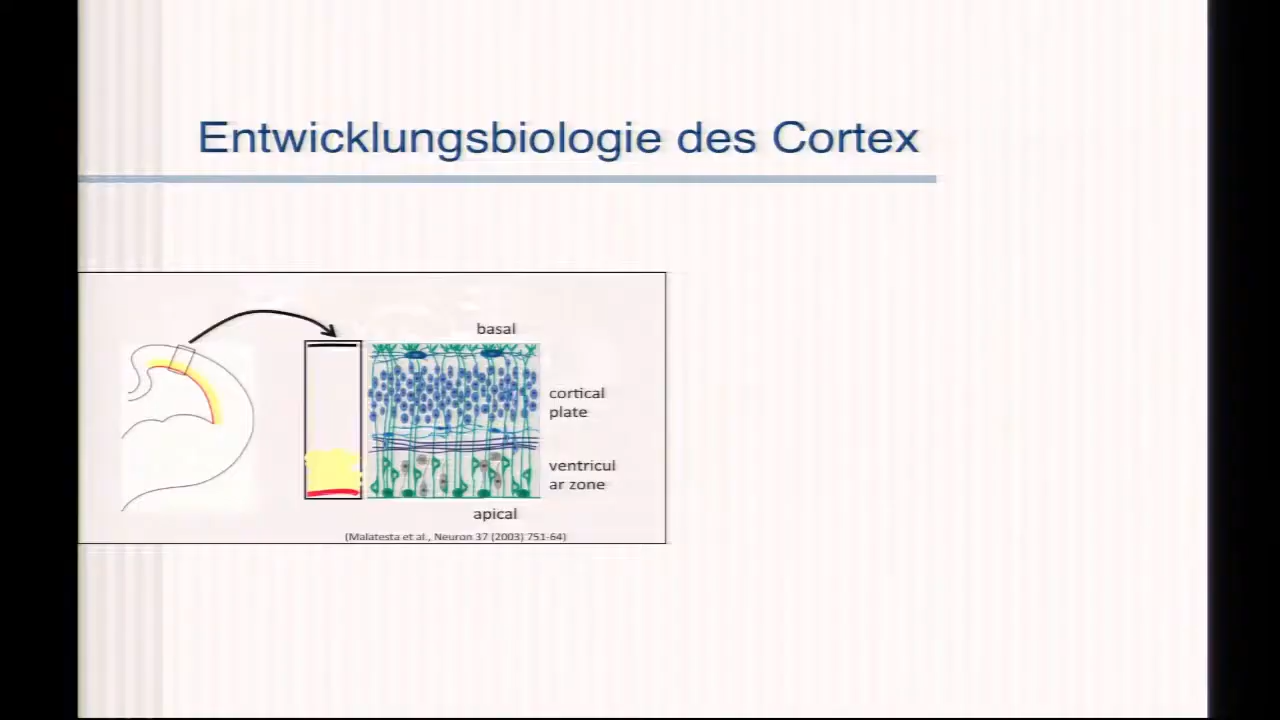 Entwicklungsbiologie des Cortex
basal
cortical
plate
ventricul
ar zone
apical
(Malatesta et al., Neuron 37 (2003) 751-64)